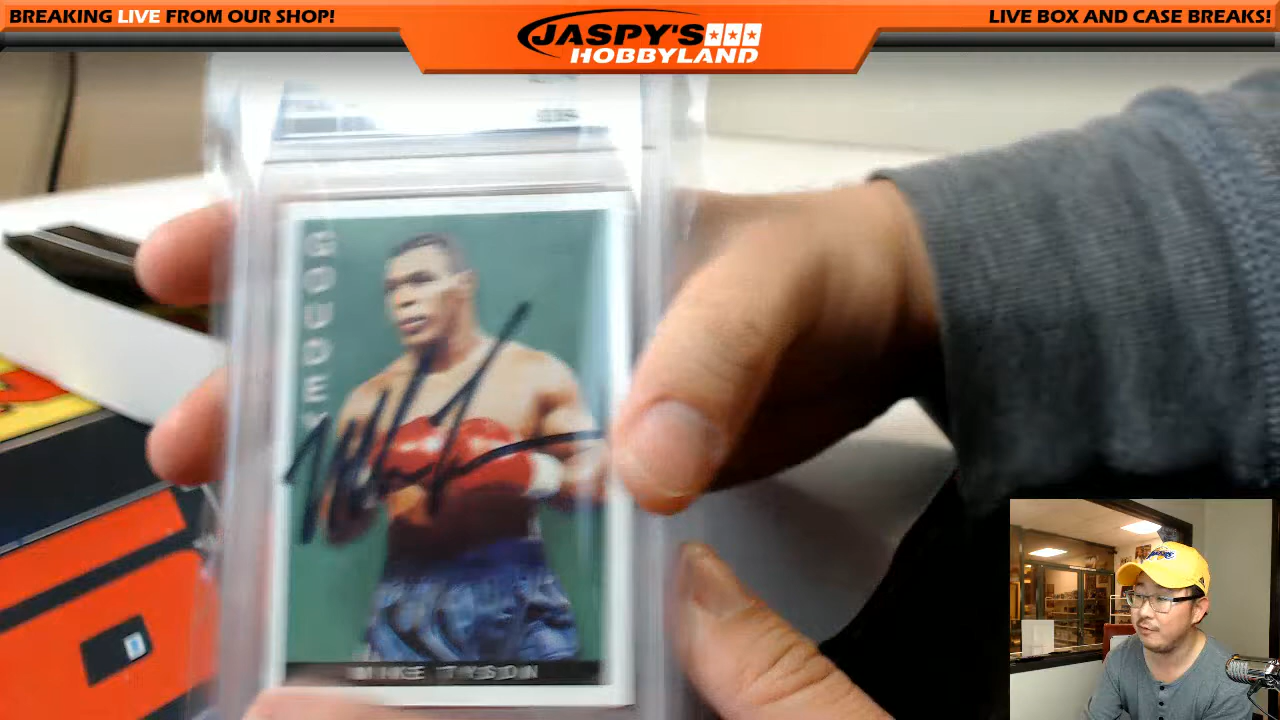 BREAKING LIVE FROM OUR SHOP!
JASPY'S
HOBBYLAND
LIVE BOX AND CASE BREAKS!
GOUDEY
MIKE TYSON